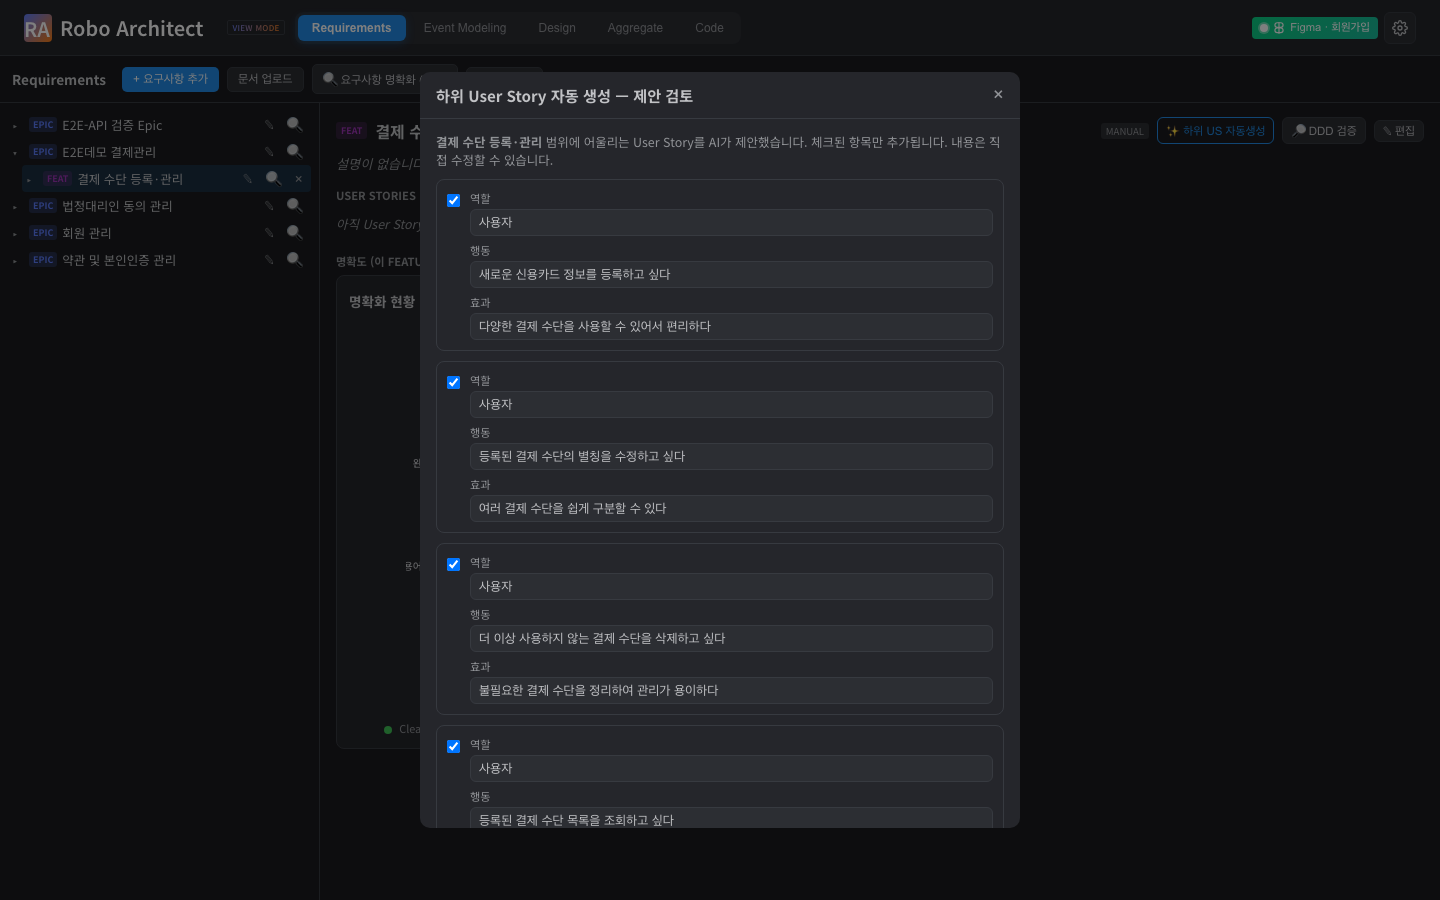 RA Robo Architect VIEW MODE Requirements Event Modeling Design Aggregate Code Figma · 회원가입
Requirements + 요구사항 추가 문서 업로드 요구사항 명확화
하위 User Story 자동 생성 — 제안 검토 ×
EPIC E2E-API 검증 Epic
EPIC E2E데모 결제관리
FEAT 결제 수단 등록·관리 ×
EPIC 법정대리인 동의 관리
EPIC 회원 관리
EPIC 약관 및 본인인증 관리
FEAT 결제 수
MANUAL ✨ 하위 US 자동생성 DDD 검증 ✎ 편집
설명이 없습니다
USER STORIES
아직 User Story
명확도 (이 FEATU
명확화 현황
Clea
결제 수단 등록·관리 범위에 어울리는 User Story를 AI가 제안했습니다. 체크된 항목만 추가됩니다. 내용은 직
접 수정할 수 있습니다.
역할
사용자
행동
새로운 신용카드 정보를 등록하고 싶다
효과
다양한 결제 수단을 사용할 수 있어서 편리하다
역할
사용자
행동
등록된 결제 수단의 별칭을 수정하고 싶다
효과
여러 결제 수단을 쉽게 구분할 수 있다
역할
사용자
행동
더 이상 사용하지 않는 결제 수단을 삭제하고 싶다
효과
불필요한 결제 수단을 정리하여 관리가 용이하다
역할
사용자
행동
등록된 결제 수단 목록을 조회하고 싶다